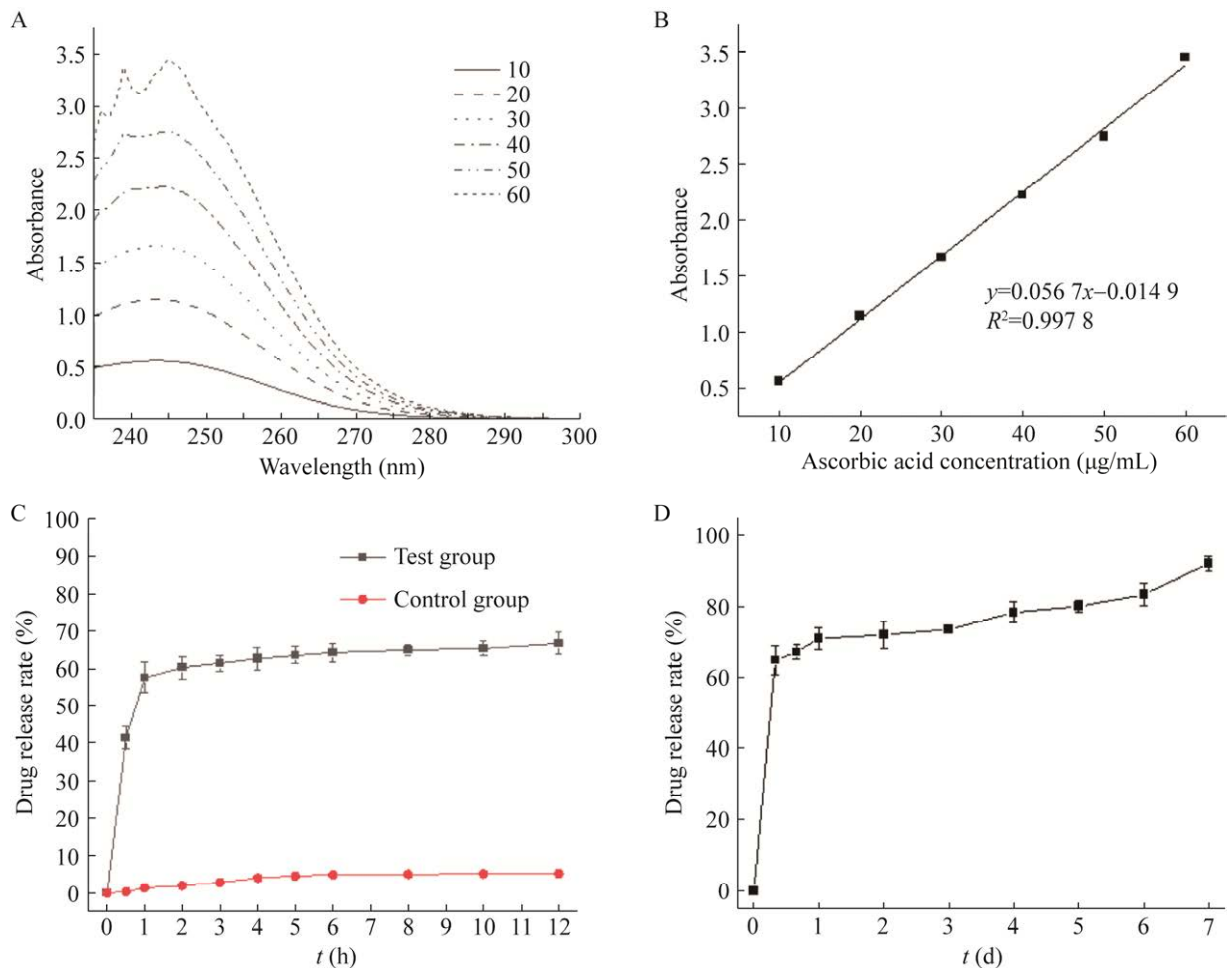 A
3.5
3.0
2.5
2.0
1.5
1.0
0.5
0.0
Absorbance
240 250 260 270 280 290 300
Wavelength (nm)
10
20
30
40
50
60
B
3.5
3.0
2.5
2.0
1.5
1.0
0.5
Absorbance
10 20 30 40 50 60
Ascorbic acid concentration (μg/mL)
y=0.056 7x−0.014 9
R²=0.997 8
C
100
90
80
70
60
50
40
30
20
10
0
Drug release rate (%)
0 1 2 3 4 5 6 7 8 9 10 11 12
t (h)
Test group
Control group
D
100
80
60
40
20
0
Drug release rate (%)
0 1 2 3 4 5 6 7
t (d)